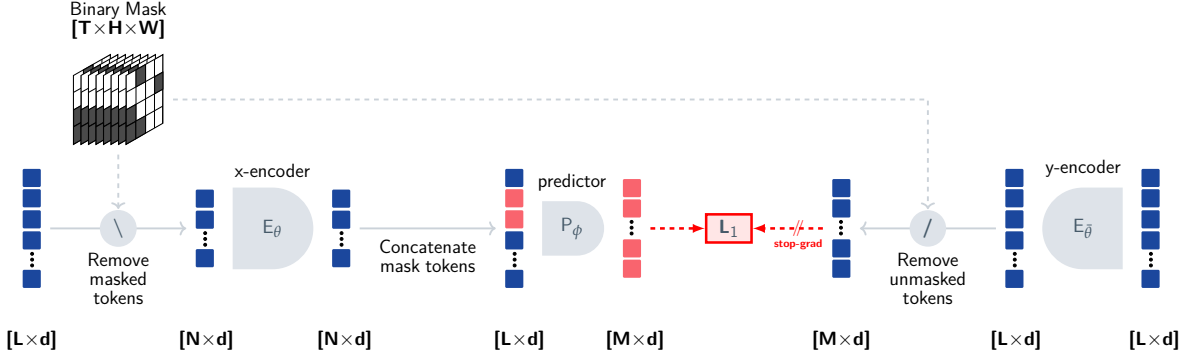 Binary Mask
[T×H×W]
x-encoder
predictor
y-encoder
\
E_θ
P_ϕ
L_1
/
E_θ̄
stop-grad
Remove
masked
tokens
Concatenate
mask tokens
Remove
unmasked
tokens
[L×d]
[N×d]
[N×d]
[L×d]
[M×d]
[M×d]
[L×d]
[L×d]